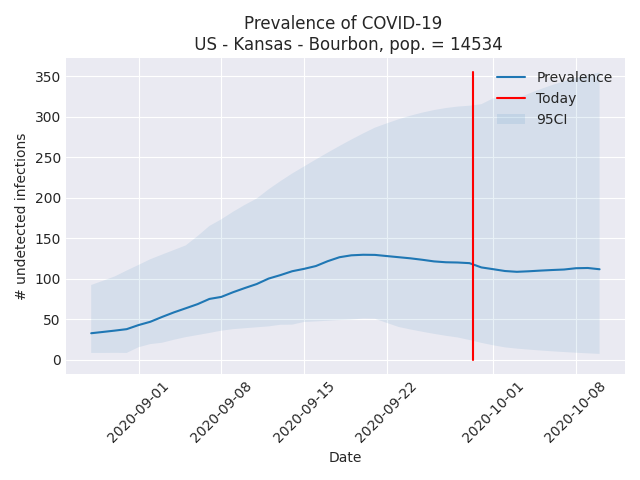 Prevalence of COVID-19
US - Kansas - Bourbon, pop. = 14534
Prevalence
Today
95CI
350
300
250
200
150
100
50
0
# undetected infections
2020-09-01
2020-09-08
2020-09-15
2020-09-22
2020-10-01
2020-10-08
Date